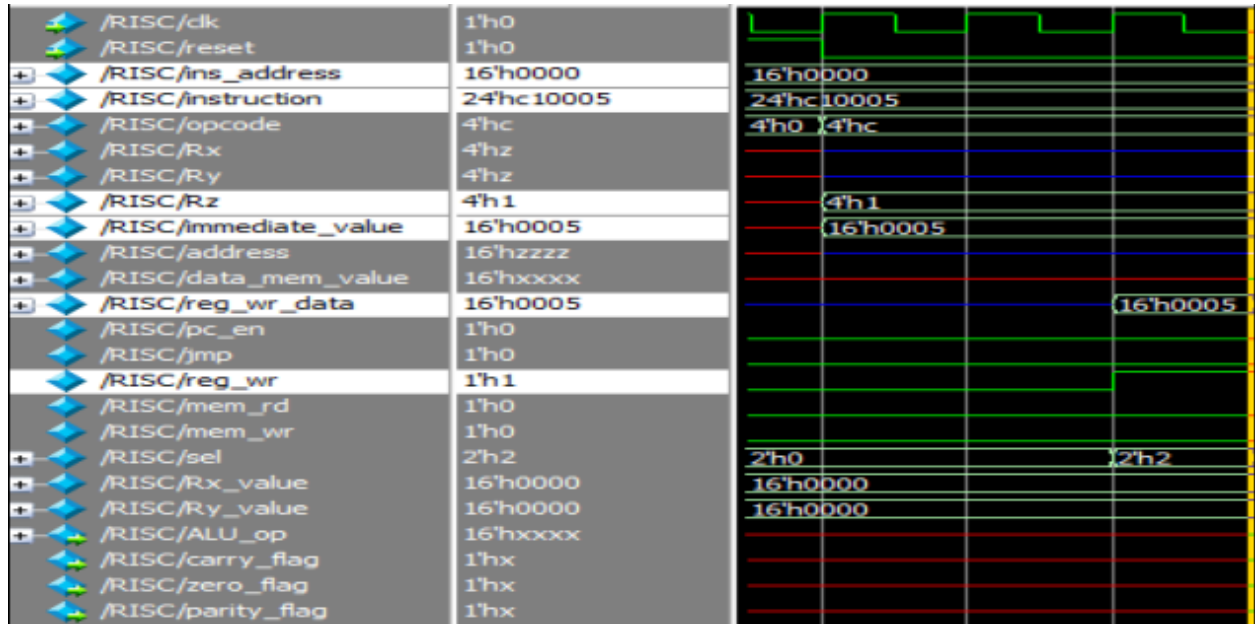 /RISC/clk 1'h0
/RISC/reset 1'h0
/RISC/ins_address 16'h0000 16'h0000
/RISC/instruction 24'hc10005 24'hc10005
/RISC/opcode 4'hc 4'h0 4'hc
/RISC/Rx 4'hz
/RISC/Ry 4'hz
/RISC/Rz 4'h1 4'h1
/RISC/immediate_value 16'h0005 16'h0005
/RISC/address 16'hzzzz
/RISC/data_mem_value 16'hxxxx
/RISC/reg_wr_data 16'h0005 16'h0005
/RISC/pc_en 1'h0
/RISC/jmp 1'h0
/RISC/reg_wr 1'h1
/RISC/mem_rd 1'h0
/RISC/mem_wr 1'h0
/RISC/sel 2'h2 2'h0 2'h2
/RISC/Rx_value 16'h0000 16'h0000
/RISC/Ry_value 16'h0000 16'h0000
/RISC/ALU_op 16'hxxxx
/RISC/carry_flag 1'hx
/RISC/zero_flag 1'hx
/RISC/parity_flag 1'hx